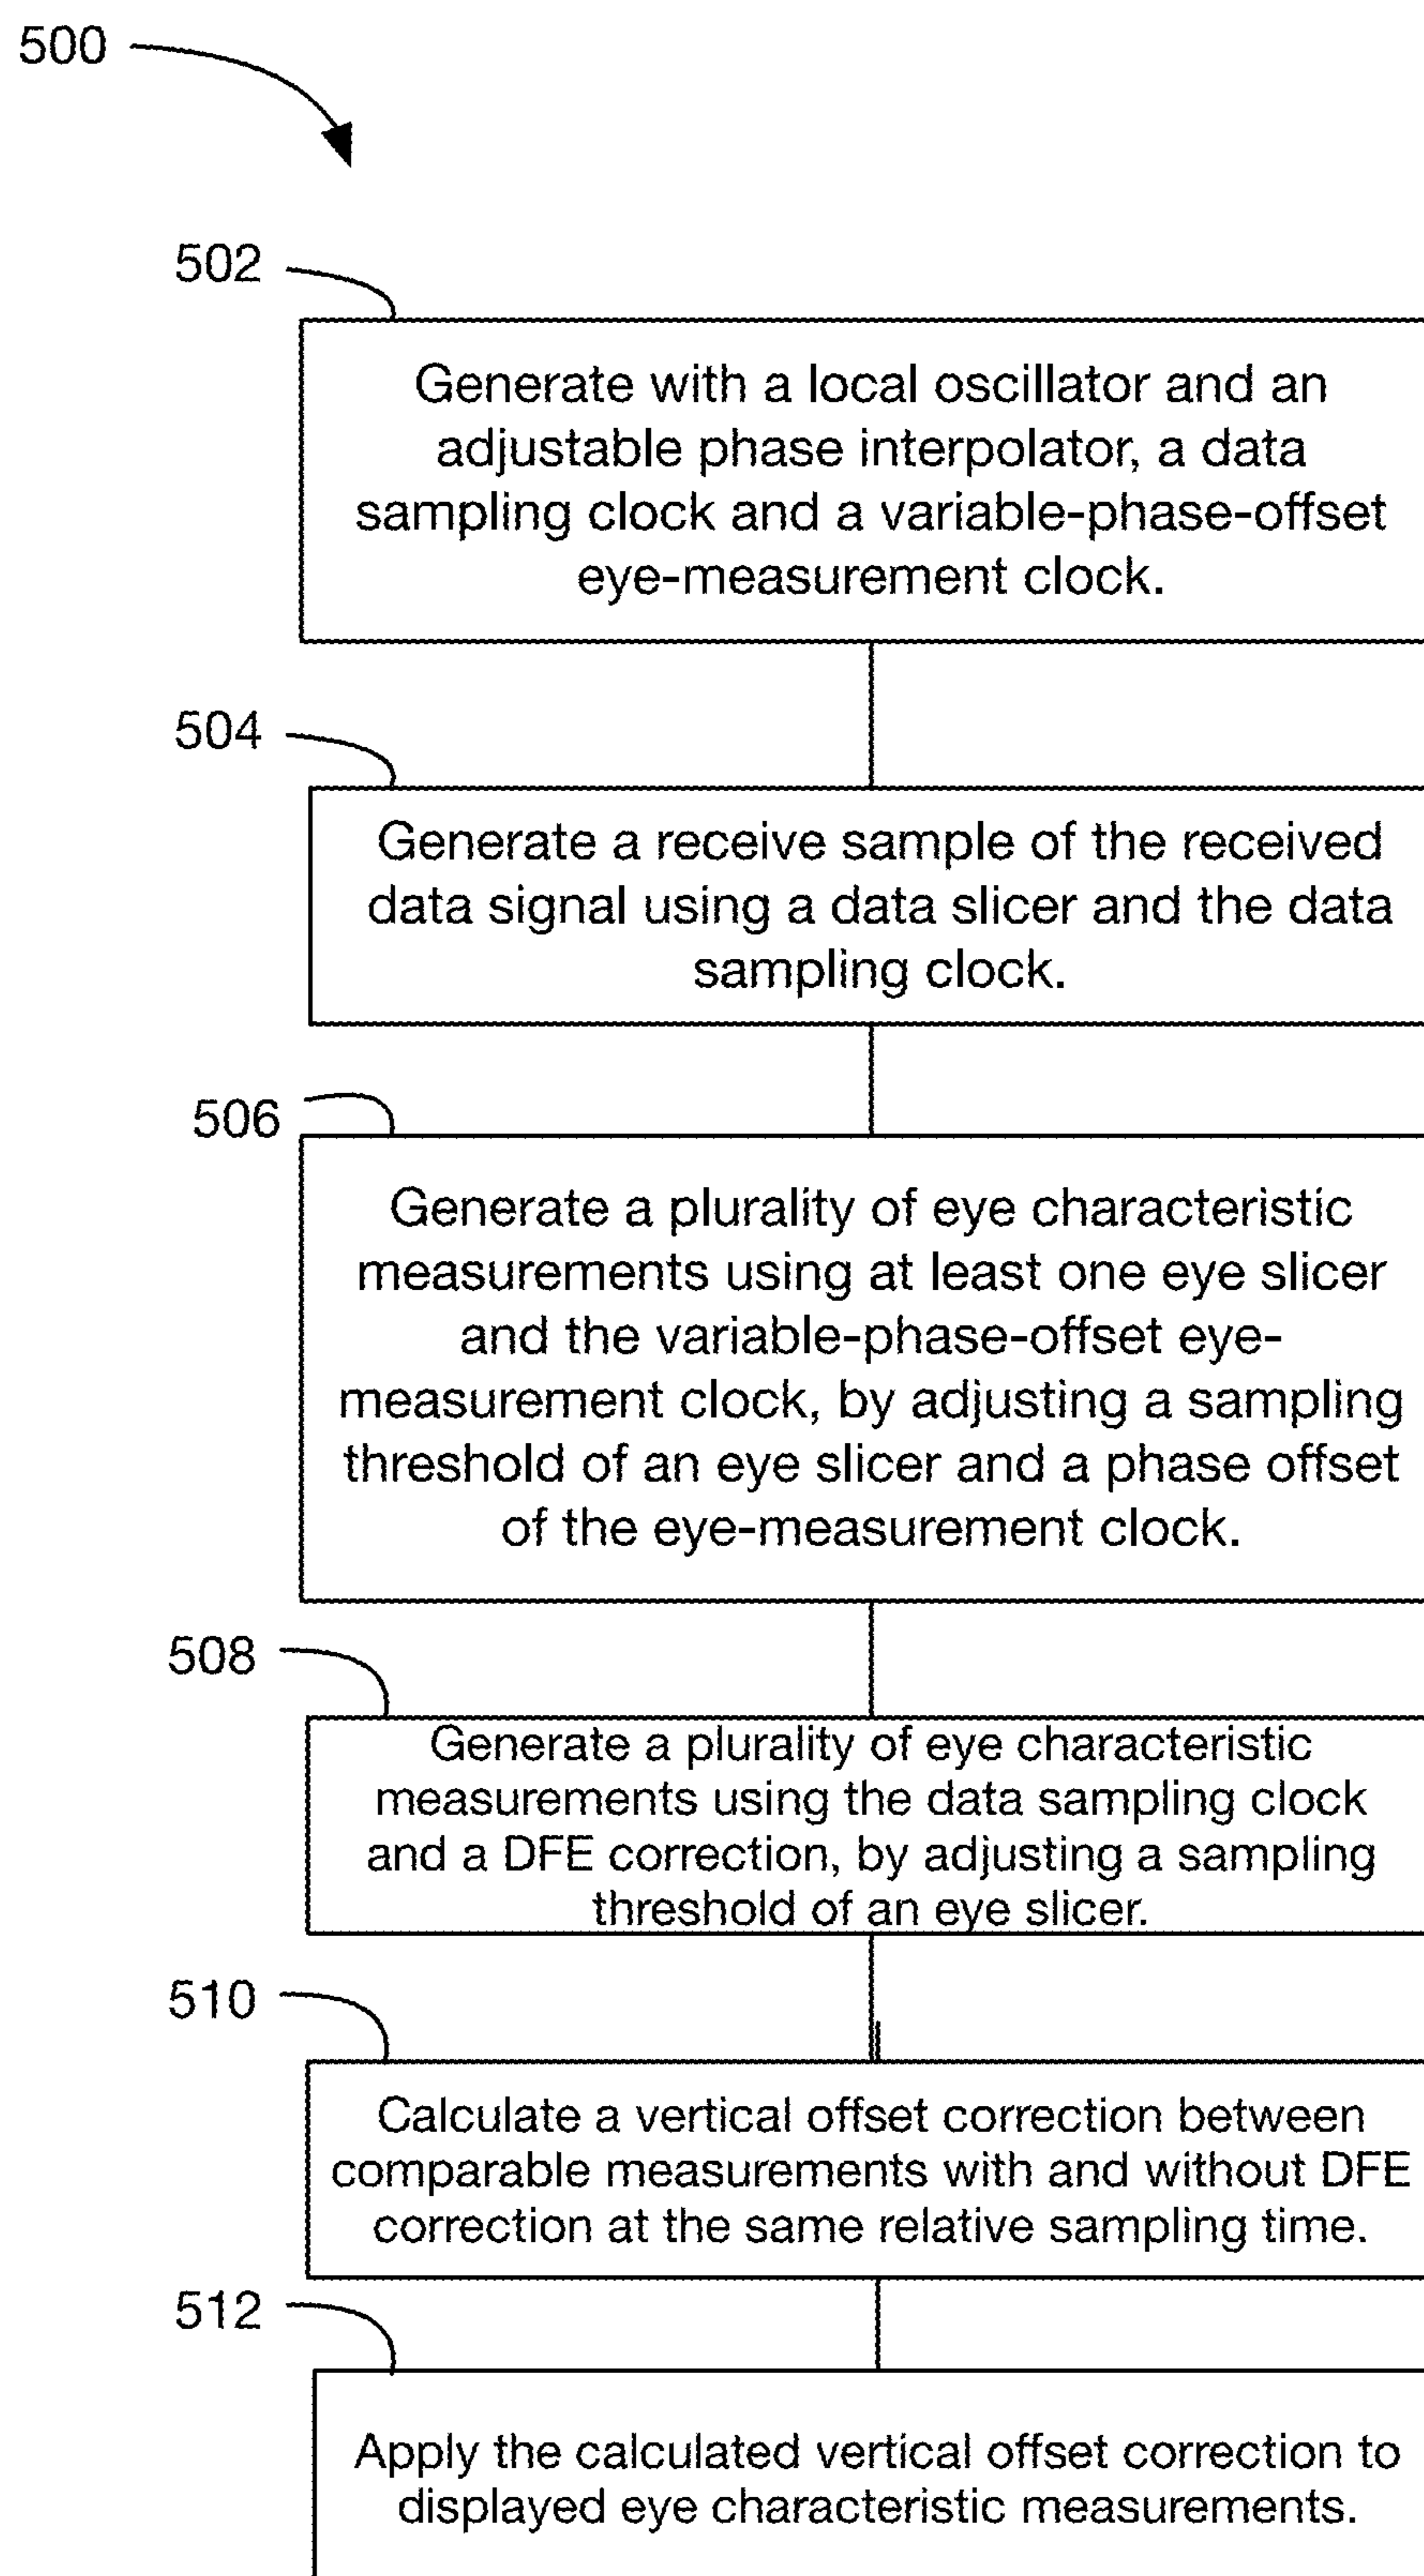 500
502
Generate with a local oscillator and an
adjustable phase interpolator, a data
sampling clock and a variable-phase-offset
eye-measurement clock.
504
Generate a receive sample of the received
data signal using a data slicer and the data
sampling clock.
506
Generate a plurality of eye characteristic
measurements using at least one eye slicer
and the variable-phase-offset eye-
measurement clock, by adjusting a sampling
threshold of an eye slicer and a phase offset
of the eye-measurement clock.
508
Generate a plurality of eye characteristic
measurements using the data sampling clock
and a DFE correction, by adjusting a sampling
threshold of an eye slicer.
510
Calculate a vertical offset correction between
comparable measurements with and without DFE
correction at the same relative sampling time.
512
Apply the calculated vertical offset correction to
displayed eye characteristic measurements.